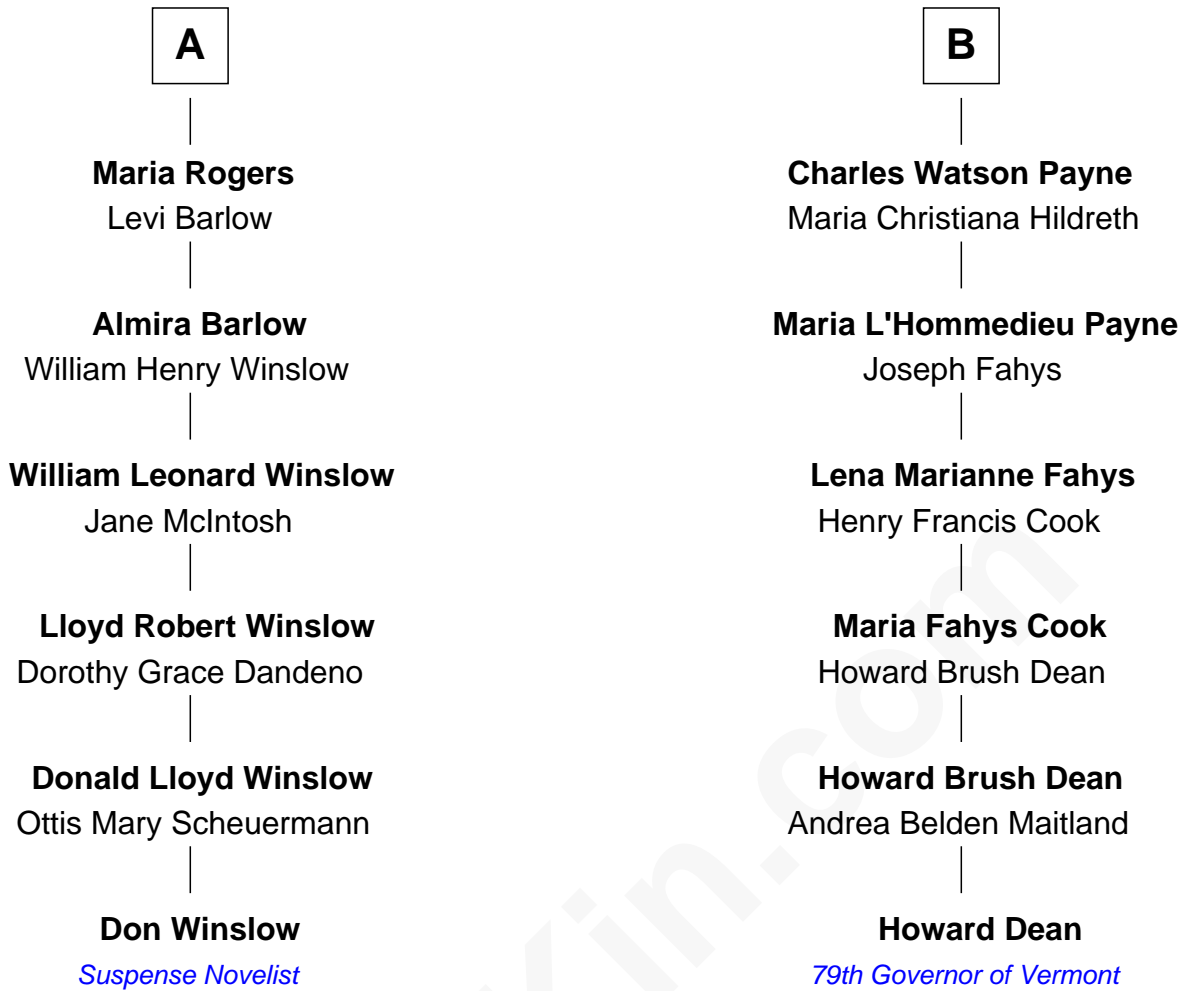 A
Maria Rogers
Levi Barlow
Almira Barlow
William Henry Winslow
William Leonard Winslow
Jane McIntosh
Lloyd Robert Winslow
Dorothy Grace Dandeno
Donald Lloyd Winslow
Ottis Mary Scheuermann
Don Winslow
Suspense Novelist
B
Charles Watson Payne
Maria Christiana Hildreth
Maria L'Hommedieu Payne
Joseph Fahys
Lena Marianne Fahys
Henry Francis Cook
Maria Fahys Cook
Howard Brush Dean
Howard Brush Dean
Andrea Belden Maitland
Howard Dean
79th Governor of Vermont
Kin.com